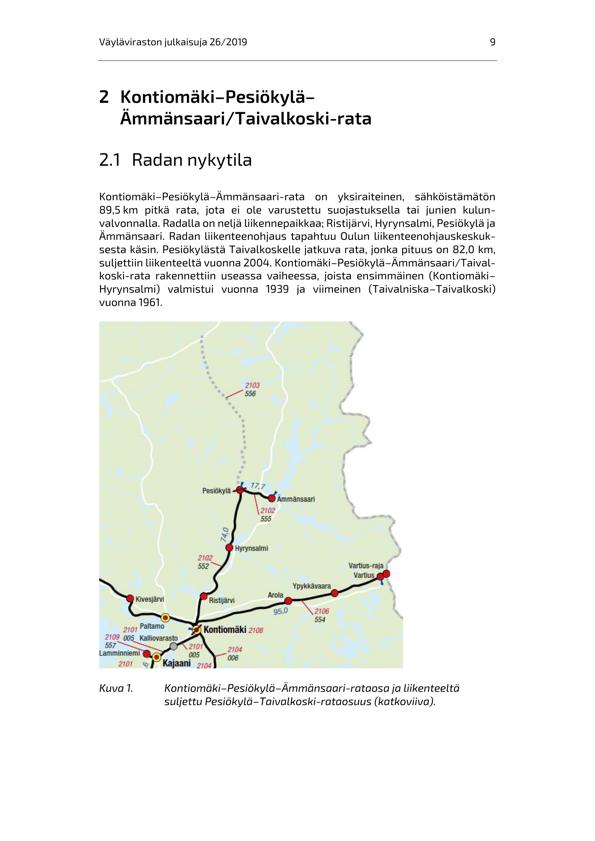 Väyläviraston julkaisuja 26/2019 9
2 Kontiomäki–Pesiökylä–
Ämmänsaari/Taivalkoski-rata
2.1 Radan nykytila
Kontiomäki–Pesiökylä–Ämmänsaari-rata on yksiraiteinen, sähköistämätön
89,5 km pitkä rata, jota ei ole varustettu suojastuksella tai junien kulun-
valvonnalla. Radalla on neljä liikennepaikkaa; Ristijärvi, Hyrynsalmi, Pesiökylä ja
Ämmänsaari. Radan liikenteenohjaus tapahtuu Oulun liikenteenohjauskeskuk-
sesta käsin. Pesiökylästä Taivalkoskelle jatkuva rata, jonka pituus on 82,0 km,
suljettiin liikenteeltä vuonna 2004. Kontiomäki–Pesiökylä–Ämmänsaari/Taival-
koski-rata rakennettiin useassa vaiheessa, joista ensimmäinen (Kontiomäki–
Hyrynsalmi) valmistui vuonna 1939 ja viimeinen (Taivalniska–Taivalkoski)
vuonna 1961.
2103
556
Pesiökylä
17,7
Ämmänsaari
2102
555
74,0
Hyrynsalmi
2102
552
Vartius-raja
Vartius
Ypykkävaara
Arola
Kivesjärvi
Ristijärvi
95,0
2106
554
Paltamo
Kontiomäki 2108
2101
005
2109
557
Kalliovarasto
2101
005
2104
006
Lamminniemi
2101
Kajaani
2104
Kuva 1. Kontiomäki–Pesiökylä–Ämmänsaari-rataosa ja liikenteeltä
suljettu Pesiökylä–Taivalkoski-rataosuus (katkoviiva).